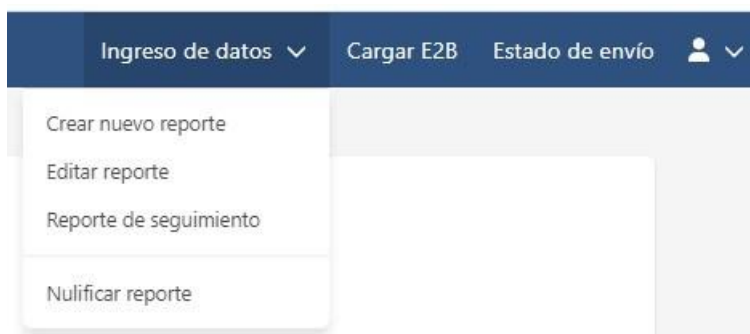 Ingreso de datos Cargar E2B Estado de envío
Crear nuevo reporte
Editar reporte
Reporte de seguimiento
Nulificar reporte